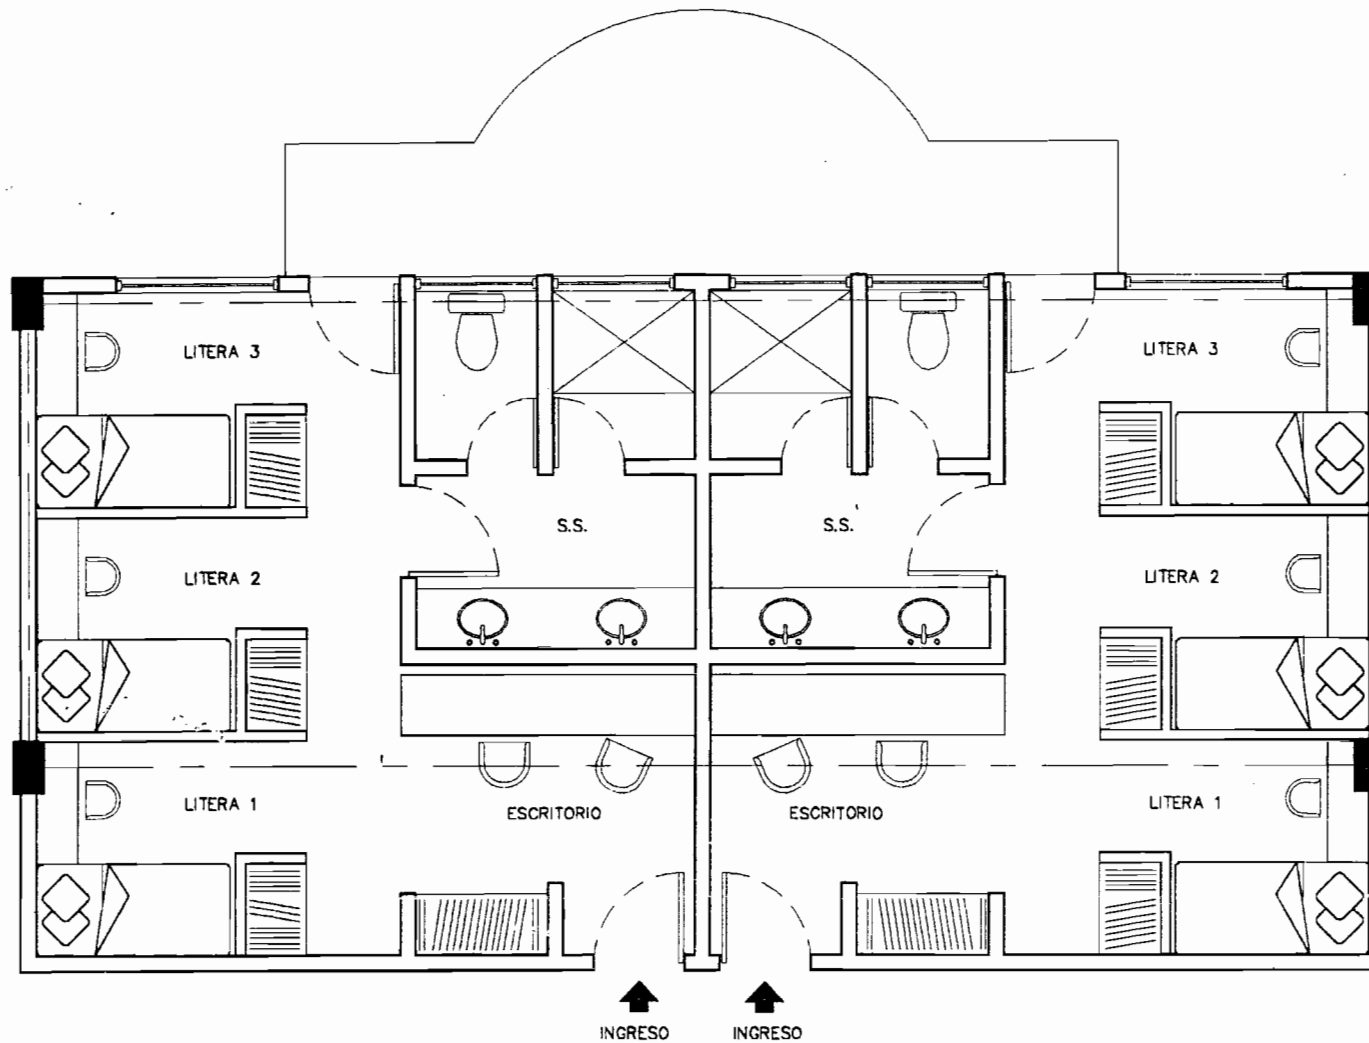 LITERA 3
LITERA 3
S.S.
S.S.
LITERA 2
LITERA 2
LITERA 1
ESCRITORIO
ESCRITORIO
LITERA 1
INGRESO
INGRESO